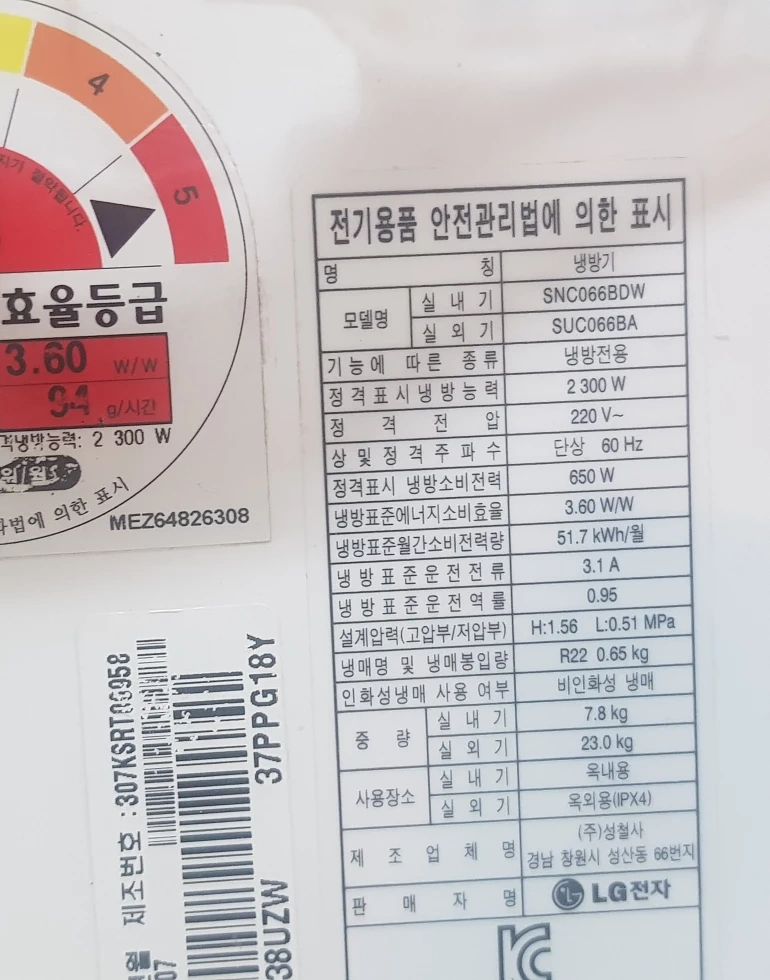 4
5
효율등급
3.60 W/W
94 g/시간
격냉방능력: 2 300 W
법에 의한 표시
MEZ64826308
전기용품 안전관리법에 의한 표시
명 칭 냉방기
모델명 실 내 기 SNC066BDW
실 외 기 SUC066BA
기능에 따른 종류 냉방전용
정격표시냉방능력 2 300 W
정 격 전 압 220 V~
상 및 정격주파수 단상 60 Hz
정격표시 냉방소비전력 650 W
냉방표준에너지소비효율 3.60 W/W
냉방표준월간소비전력량 51.7 kWh/월
냉방표준운전전류 3.1 A
냉방표준운전역률 0.95
설계압력(고압부/저압부) H:1.56 L:0.51 MPa
냉매명 및 냉매봉입량 R22 0.65 kg
인화성냉매 사용 여부 비인화성 냉매
중 량 실 내 기 7.8 kg
실 외 기 23.0 kg
사용장소 실 내 기 옥내용
실 외 기 옥외용(IPX4)
제 조 업 체 명 (주)성철사
경남 창원시 성산동 66번지
판 매 자 명 LG전자
제조번호 :
37PPG18Y
38UZW
07